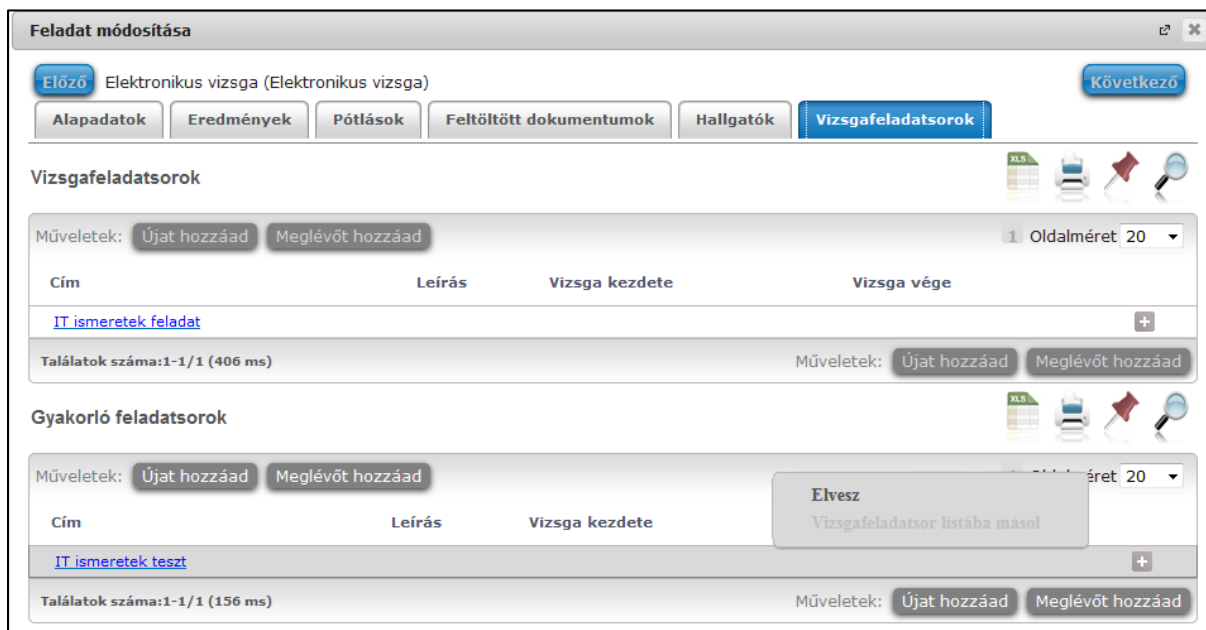 Feladat módosítása
Előző Elektronikus vizsga (Elektronikus vizsga) Következő
Alapadatok Eredmények Pótlások Feltöltött dokumentumok Hallgatók Vizsgafeladatsorok
Vizsgafeladatsorok XLS
Műveletek: Újat hozzáad Meglévőt hozzáad 1 Oldalméret 20
Cím Leírás Vizsga kezdete Vizsga vége
IT ismeretek feladat
Találatok száma:1-1/1 (406 ms) Műveletek: Újat hozzáad Meglévőt hozzáad
Gyakorló feladatsorok XLS
Műveletek: Újat hozzáad Meglévőt hozzáad 20
Elvesz
Vizsgafeladatsor listába másol
Cím Leírás Vizsga kezdete
IT ismeretek teszt
Találatok száma:1-1/1 (156 ms) Műveletek: Újat hozzáad Meglévőt hozzáad